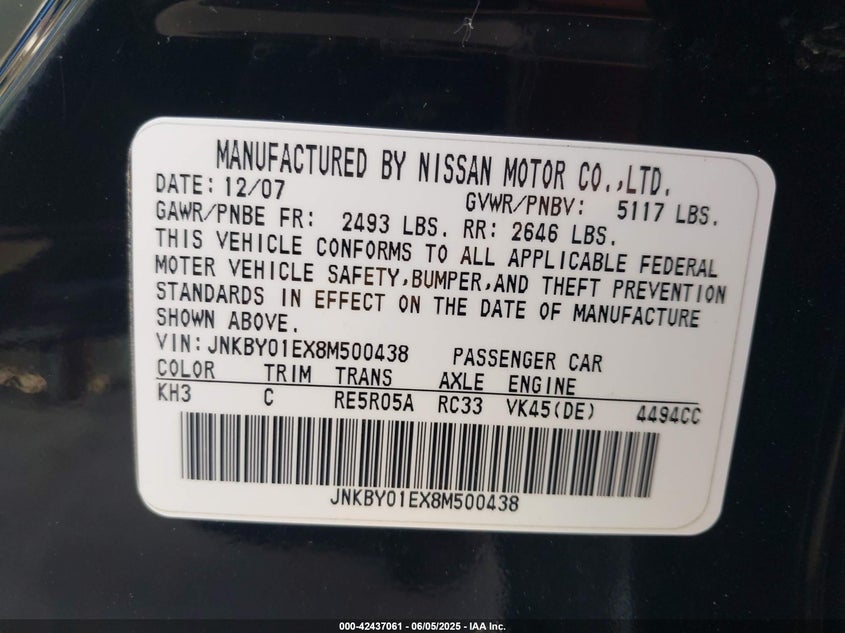 MANUFACTURED BY NISSAN MOTOR CO.,LTD.
DATE: 12/07 GVWR/PNBV: 5117 LBS.
GAWR/PNBE FR: 2493 LBS. RR: 2646 LBS.
THIS VEHICLE CONFORMS TO ALL APPLICABLE FEDERAL
MOTER VEHICLE SAFETY,BUMPER,AND THEFT PREVENTION
STANDARDS IN EFFECT ON THE DATE OF MANUFACTURE
SHOWN ABOVE.
VIN: JNKBY01EX8M500438 PASSENGER CAR
COLOR TRIM TRANS AXLE ENGINE
KH3 C RE5R05A RC33 VK45(DE) 4494CC
JNKBY01EX8M500438
000-42437061 - 06/05/2025 - IAA Inc.